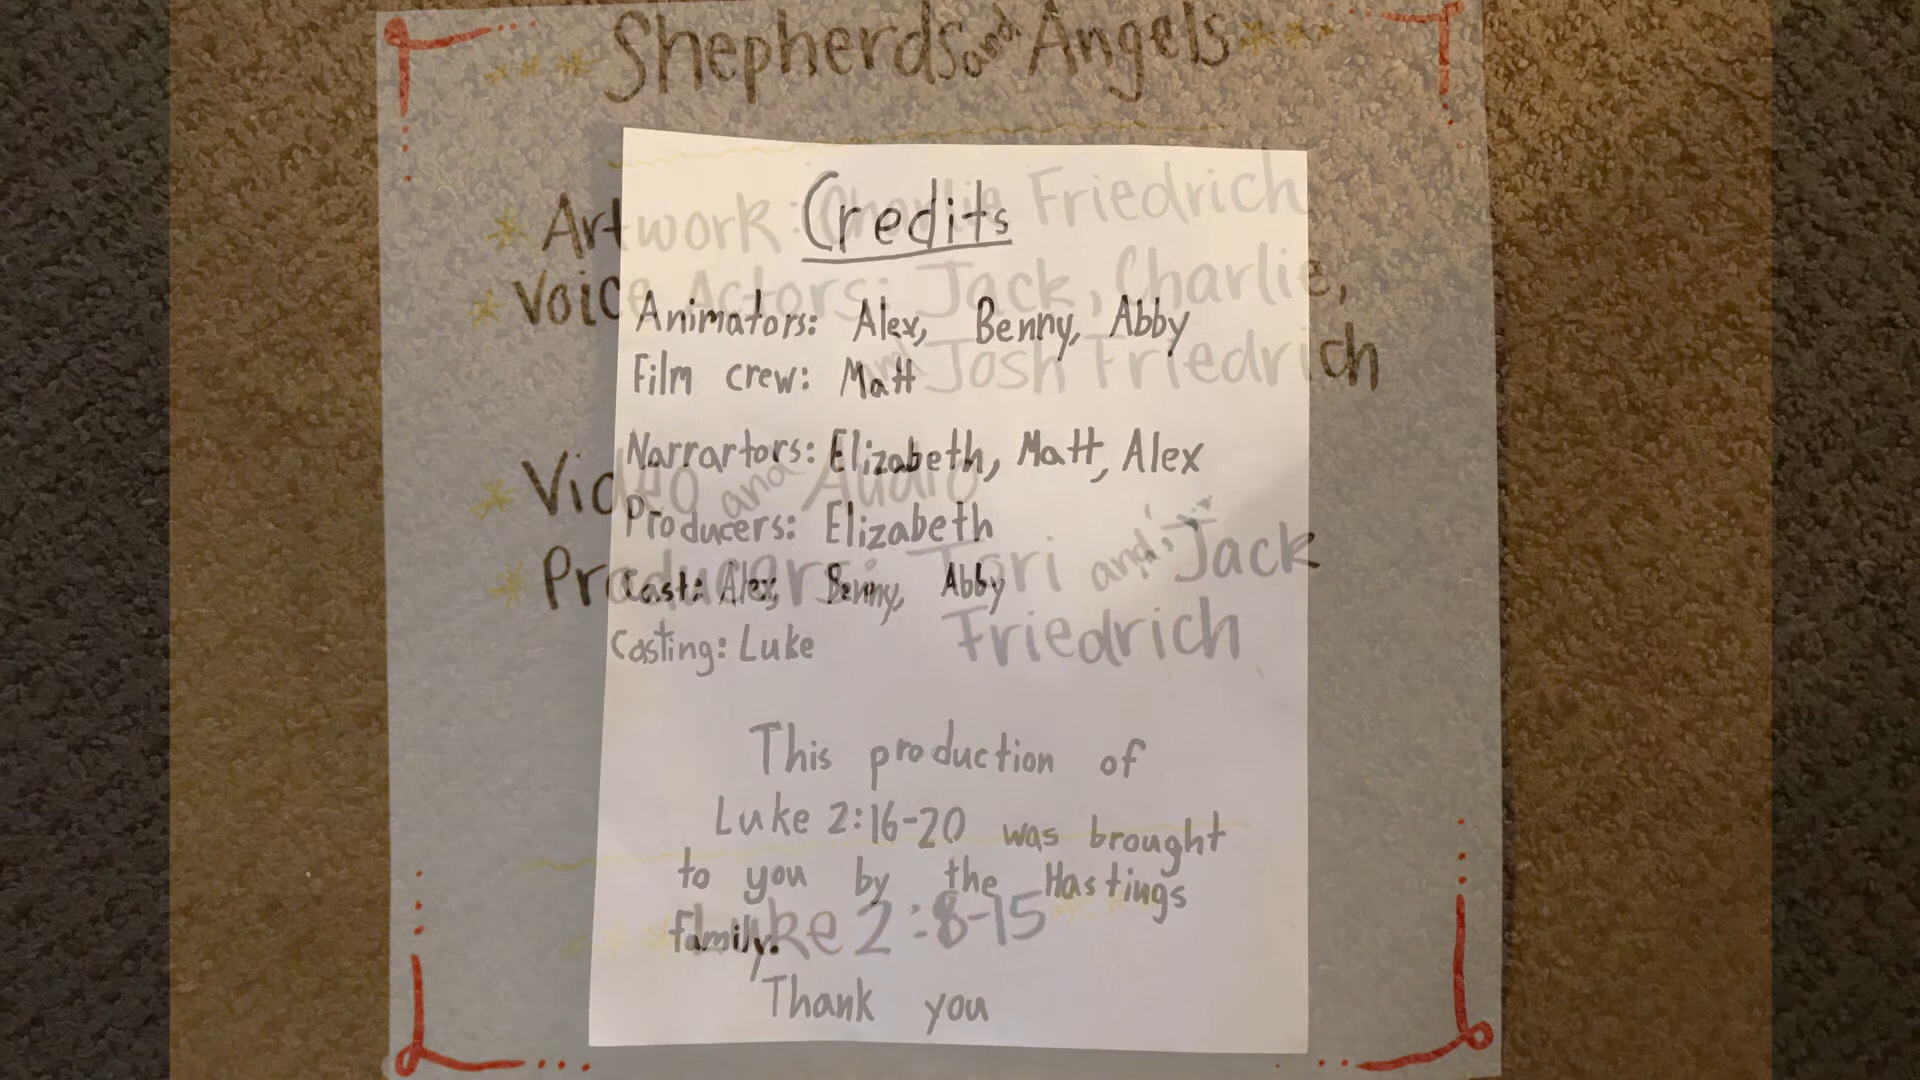 Shepherds and Angels
Artwork: Charlie Friedrich
Voice Actors: Jack, Charlie,
and Josh Friedrich
Video and Audio
Producers: Tori and Jack
Friedrich
Luke 2:8-15
Credits
Animators: Alex, Benny, Abby
Film crew: Matt
Narrartors: Elizabeth, Matt, Alex
Producers: Elizabeth
Cast: Alex, Benny, Abby
Casting: Luke
This production of
Luke 2:16-20 was brought
to you by the Hastings
family.
Thank you